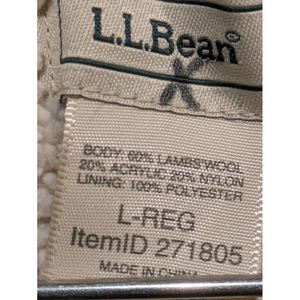 L.L.Bean®
BODY: 60% LAMBSWOOL
20% ACRYLIC 20% NYLON
LINING: 100% POLYESTER
L-REG
ItemID 271805
MADE IN CHINA